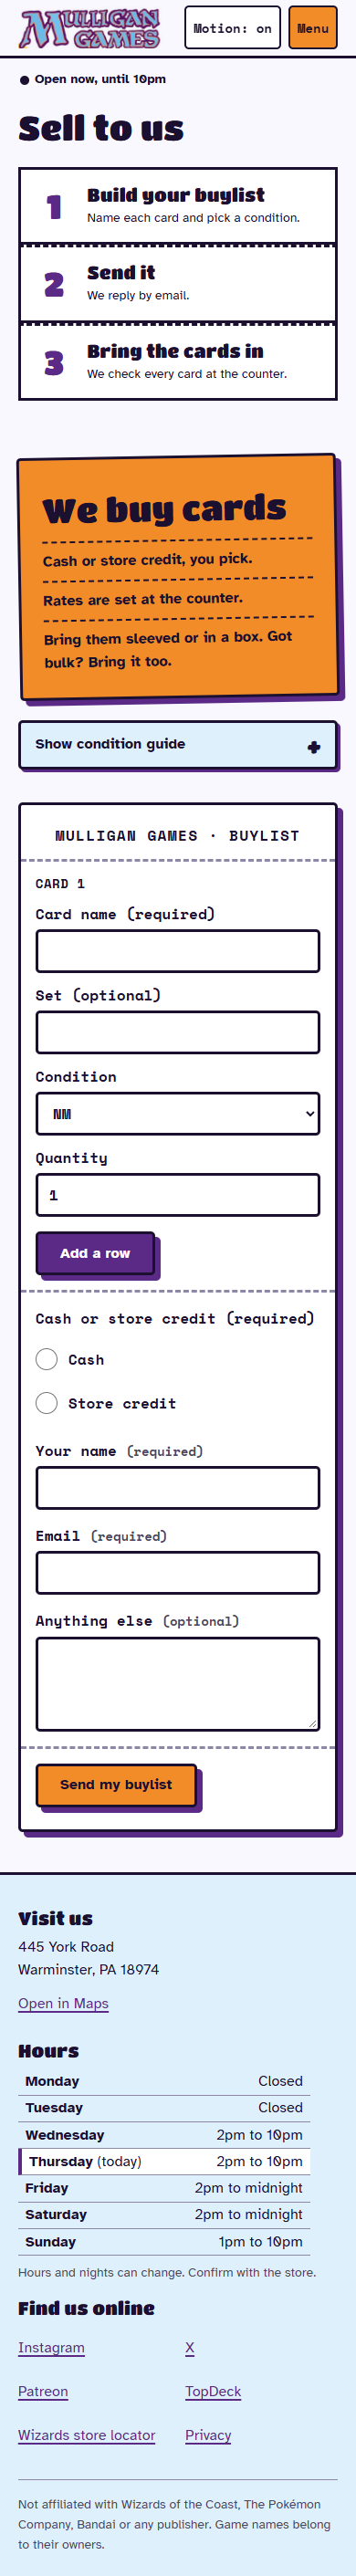 MULLIGAN GAMES
Motion: on
Menu
Open now, until 10pm
Sell to us
1
Build your buylist
Name each card and pick a condition.
2
Send it
We reply by email.
3
Bring the cards in
We check every card at the counter.
We buy cards
Cash or store credit, you pick.
Rates are set at the counter.
Bring them sleeved or in a box. Got
bulk? Bring it too.
Show condition guide +
MULLIGAN GAMES · BUYLIST
CARD 1
Card name (required)
Set (optional)
Condition
NM
Quantity
1
Add a row
Cash or store credit (required)
Cash
Store credit
Your name (required)
Email (required)
Anything else (optional)
Send my buylist
Visit us
445 York Road
Warminster, PA 18974
Open in Maps
Hours
Monday Closed
Tuesday Closed
Wednesday 2pm to 10pm
Thursday (today) 2pm to 10pm
Friday 2pm to midnight
Saturday 2pm to midnight
Sunday 1pm to 10pm
Hours and nights can change. Confirm with the store.
Find us online
Instagram X
Patreon TopDeck
Wizards store locator Privacy
Not affiliated with Wizards of the Coast, The Pokémon
Company, Bandai or any publisher. Game names belong
to their owners.